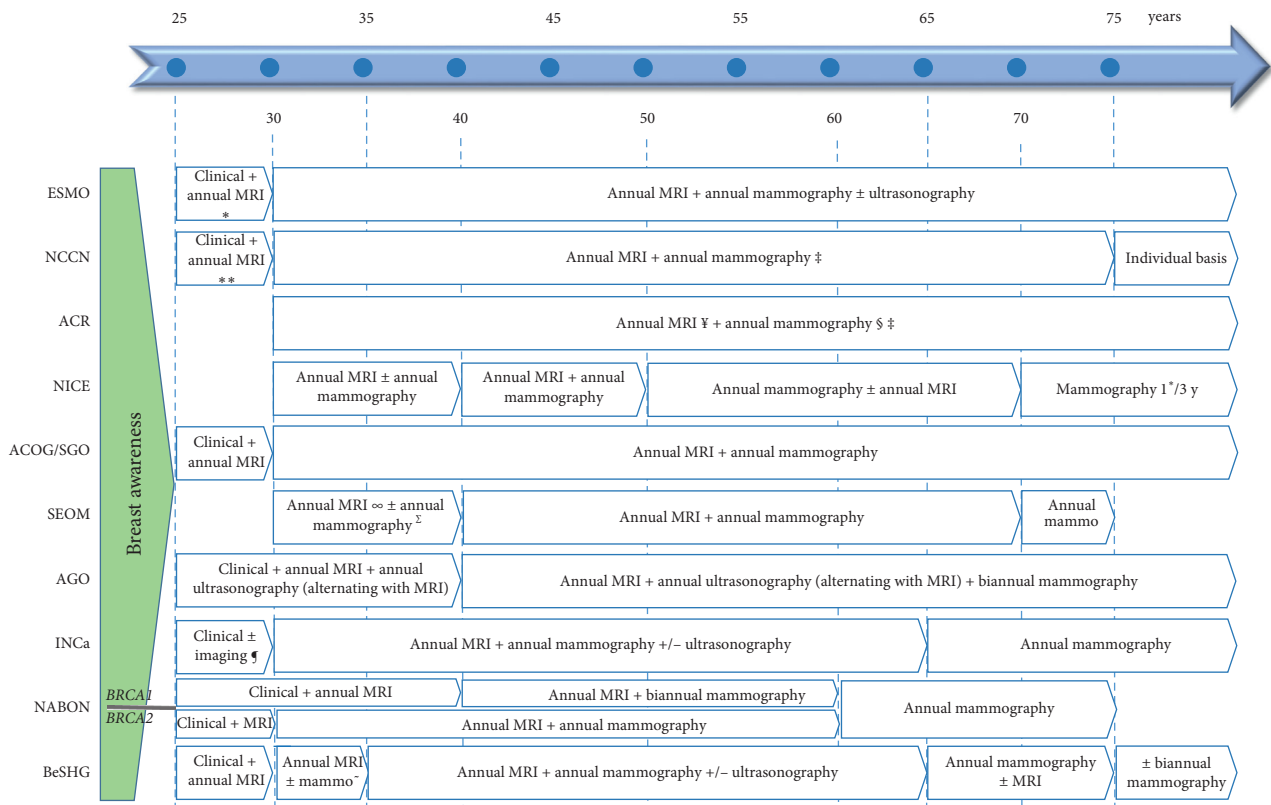 25 35 45 55 65 75 years
30 40 50 60 70
Breast awareness
ESMO
Clinical +
annual MRI
*
Annual MRI + annual mammography ± ultrasonography
NCCN
Clinical +
annual MRI
**
Annual MRI + annual mammography ‡
Individual basis
ACR
Annual MRI ¥ + annual mammography § ‡
NICE
Annual MRI ± annual
mammography
Annual MRI + annual
mammography
Annual mammography ± annual MRI
Mammography 1*/3 y
ACOG/SGO
Clinical +
annual MRI
Annual MRI + annual mammography
SEOM
Annual MRI ∞ ± annual
mammography Σ
Annual MRI + annual mammography
Annual
mammo
AGO
Clinical + annual MRI + annual
ultrasonography (alternating with MRI)
Annual MRI + annual ultrasonography (alternating with MRI) + biannual mammography
INCa
Clinical ±
imaging ¶
Annual MRI + annual mammography +/− ultrasonography
Annual mammography
NABON
BRCA1
Clinical + annual MRI
Annual MRI + biannual mammography
Annual mammography
BRCA2
Clinical + MRI
Annual MRI + annual mammography
BeSHG
Clinical +
annual MRI
Annual MRI
± mammo~
Annual MRI + annual mammography +/− ultrasonography
Annual mammography
± MRI
± biannual
mammography